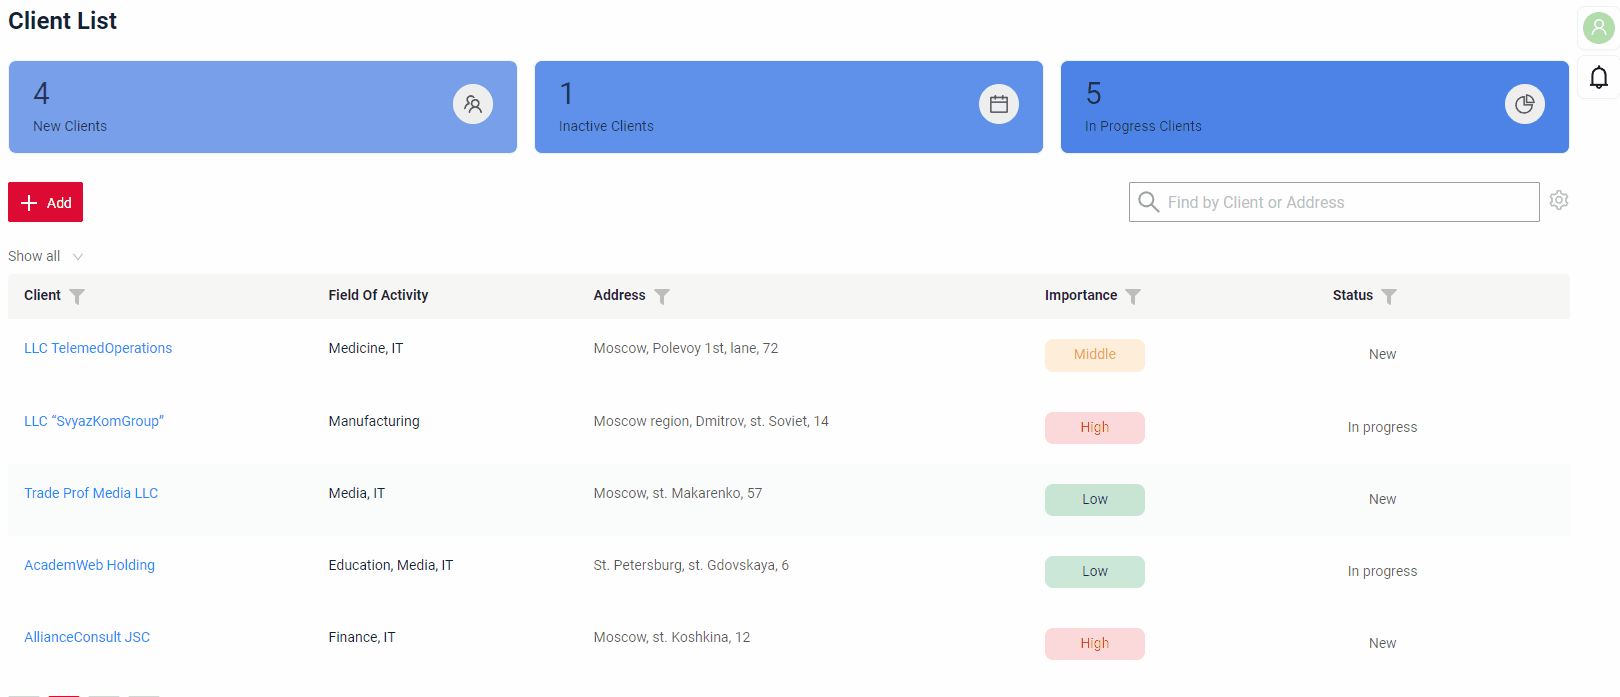 Client List
4
New Clients
1
Inactive Clients
5
In Progress Clients
Add
Find by Client or Address
Show all
Client Field Of Activity Address Importance Status
LLC TelemedOperations Medicine, IT Moscow, Polevoy 1st, lane, 72 Middle New
LLC “SvyazKomGroup” Manufacturing Moscow region, Dmitrov, st. Soviet, 14 High In progress
Trade Prof Media LLC Media, IT Moscow, st. Makarenko, 57 Low New
AcademWeb Holding Education, Media, IT St. Petersburg, st. Gdovskaya, 6 Low In progress
AllianceConsult JSC Finance, IT Moscow, st. Koshkina, 12 High New